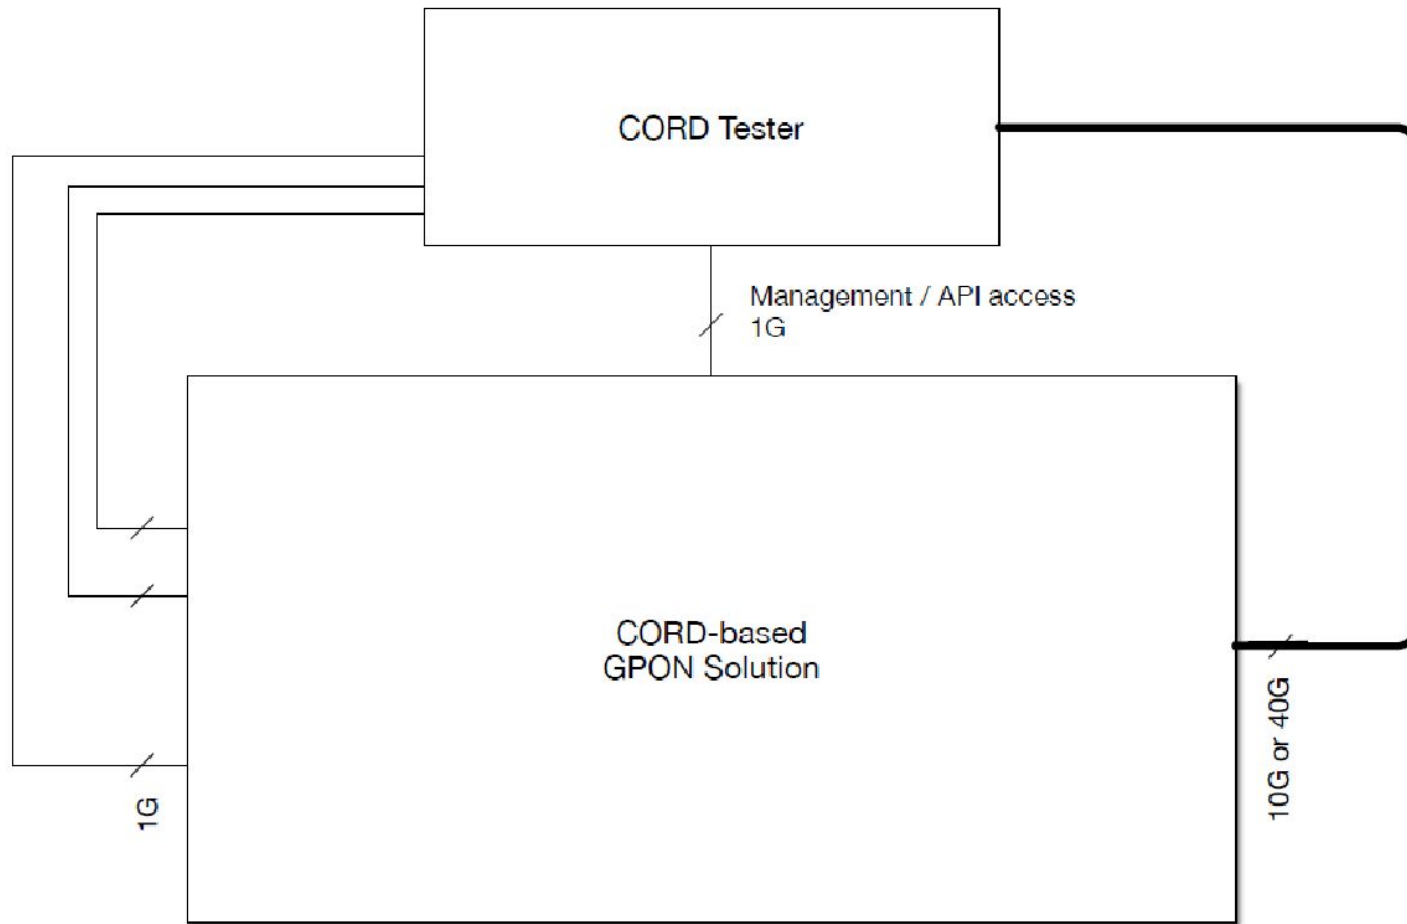 CORD Tester
Management / API access
1G
CORD-based
GPON Solution
10G or 40G
1G